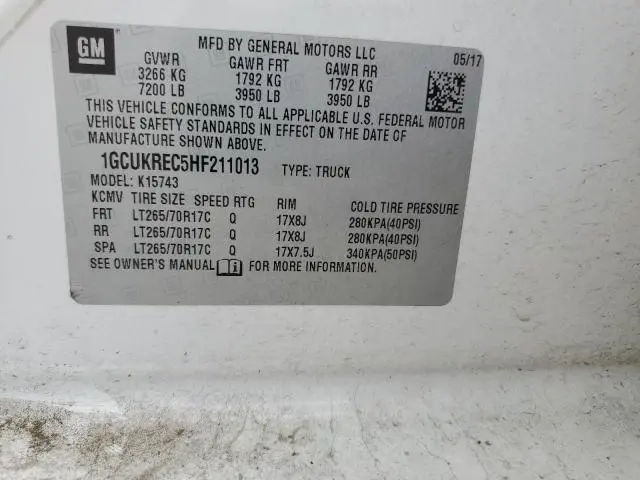 GM
MFD BY GENERAL MOTORS LLC
05/17
GVWR GAWR FRT GAWR RR
3266 KG 1792 KG 1792 KG
7200 LB 3950 LB 3950 LB
THIS VEHICLE CONFORMS TO ALL APPLICABLE U.S. FEDERAL MOTOR
VEHICLE SAFETY STANDARDS IN EFFECT ON THE DATE OF
MANUFACTURE SHOWN ABOVE.
1GCUKREC5HF211013 TYPE: TRUCK
MODEL: K15743
KCMV TIRE SIZE SPEED RTG RIM COLD TIRE PRESSURE
FRT LT265/70R17C Q 17X8J 280KPA(40PSI)
RR LT265/70R17C Q 17X8J 280KPA(40PSI)
SPA LT265/70R17C Q 17X7.5J 340KPA(50PSI)
SEE OWNER'S MANUAL FOR MORE INFORMATION.